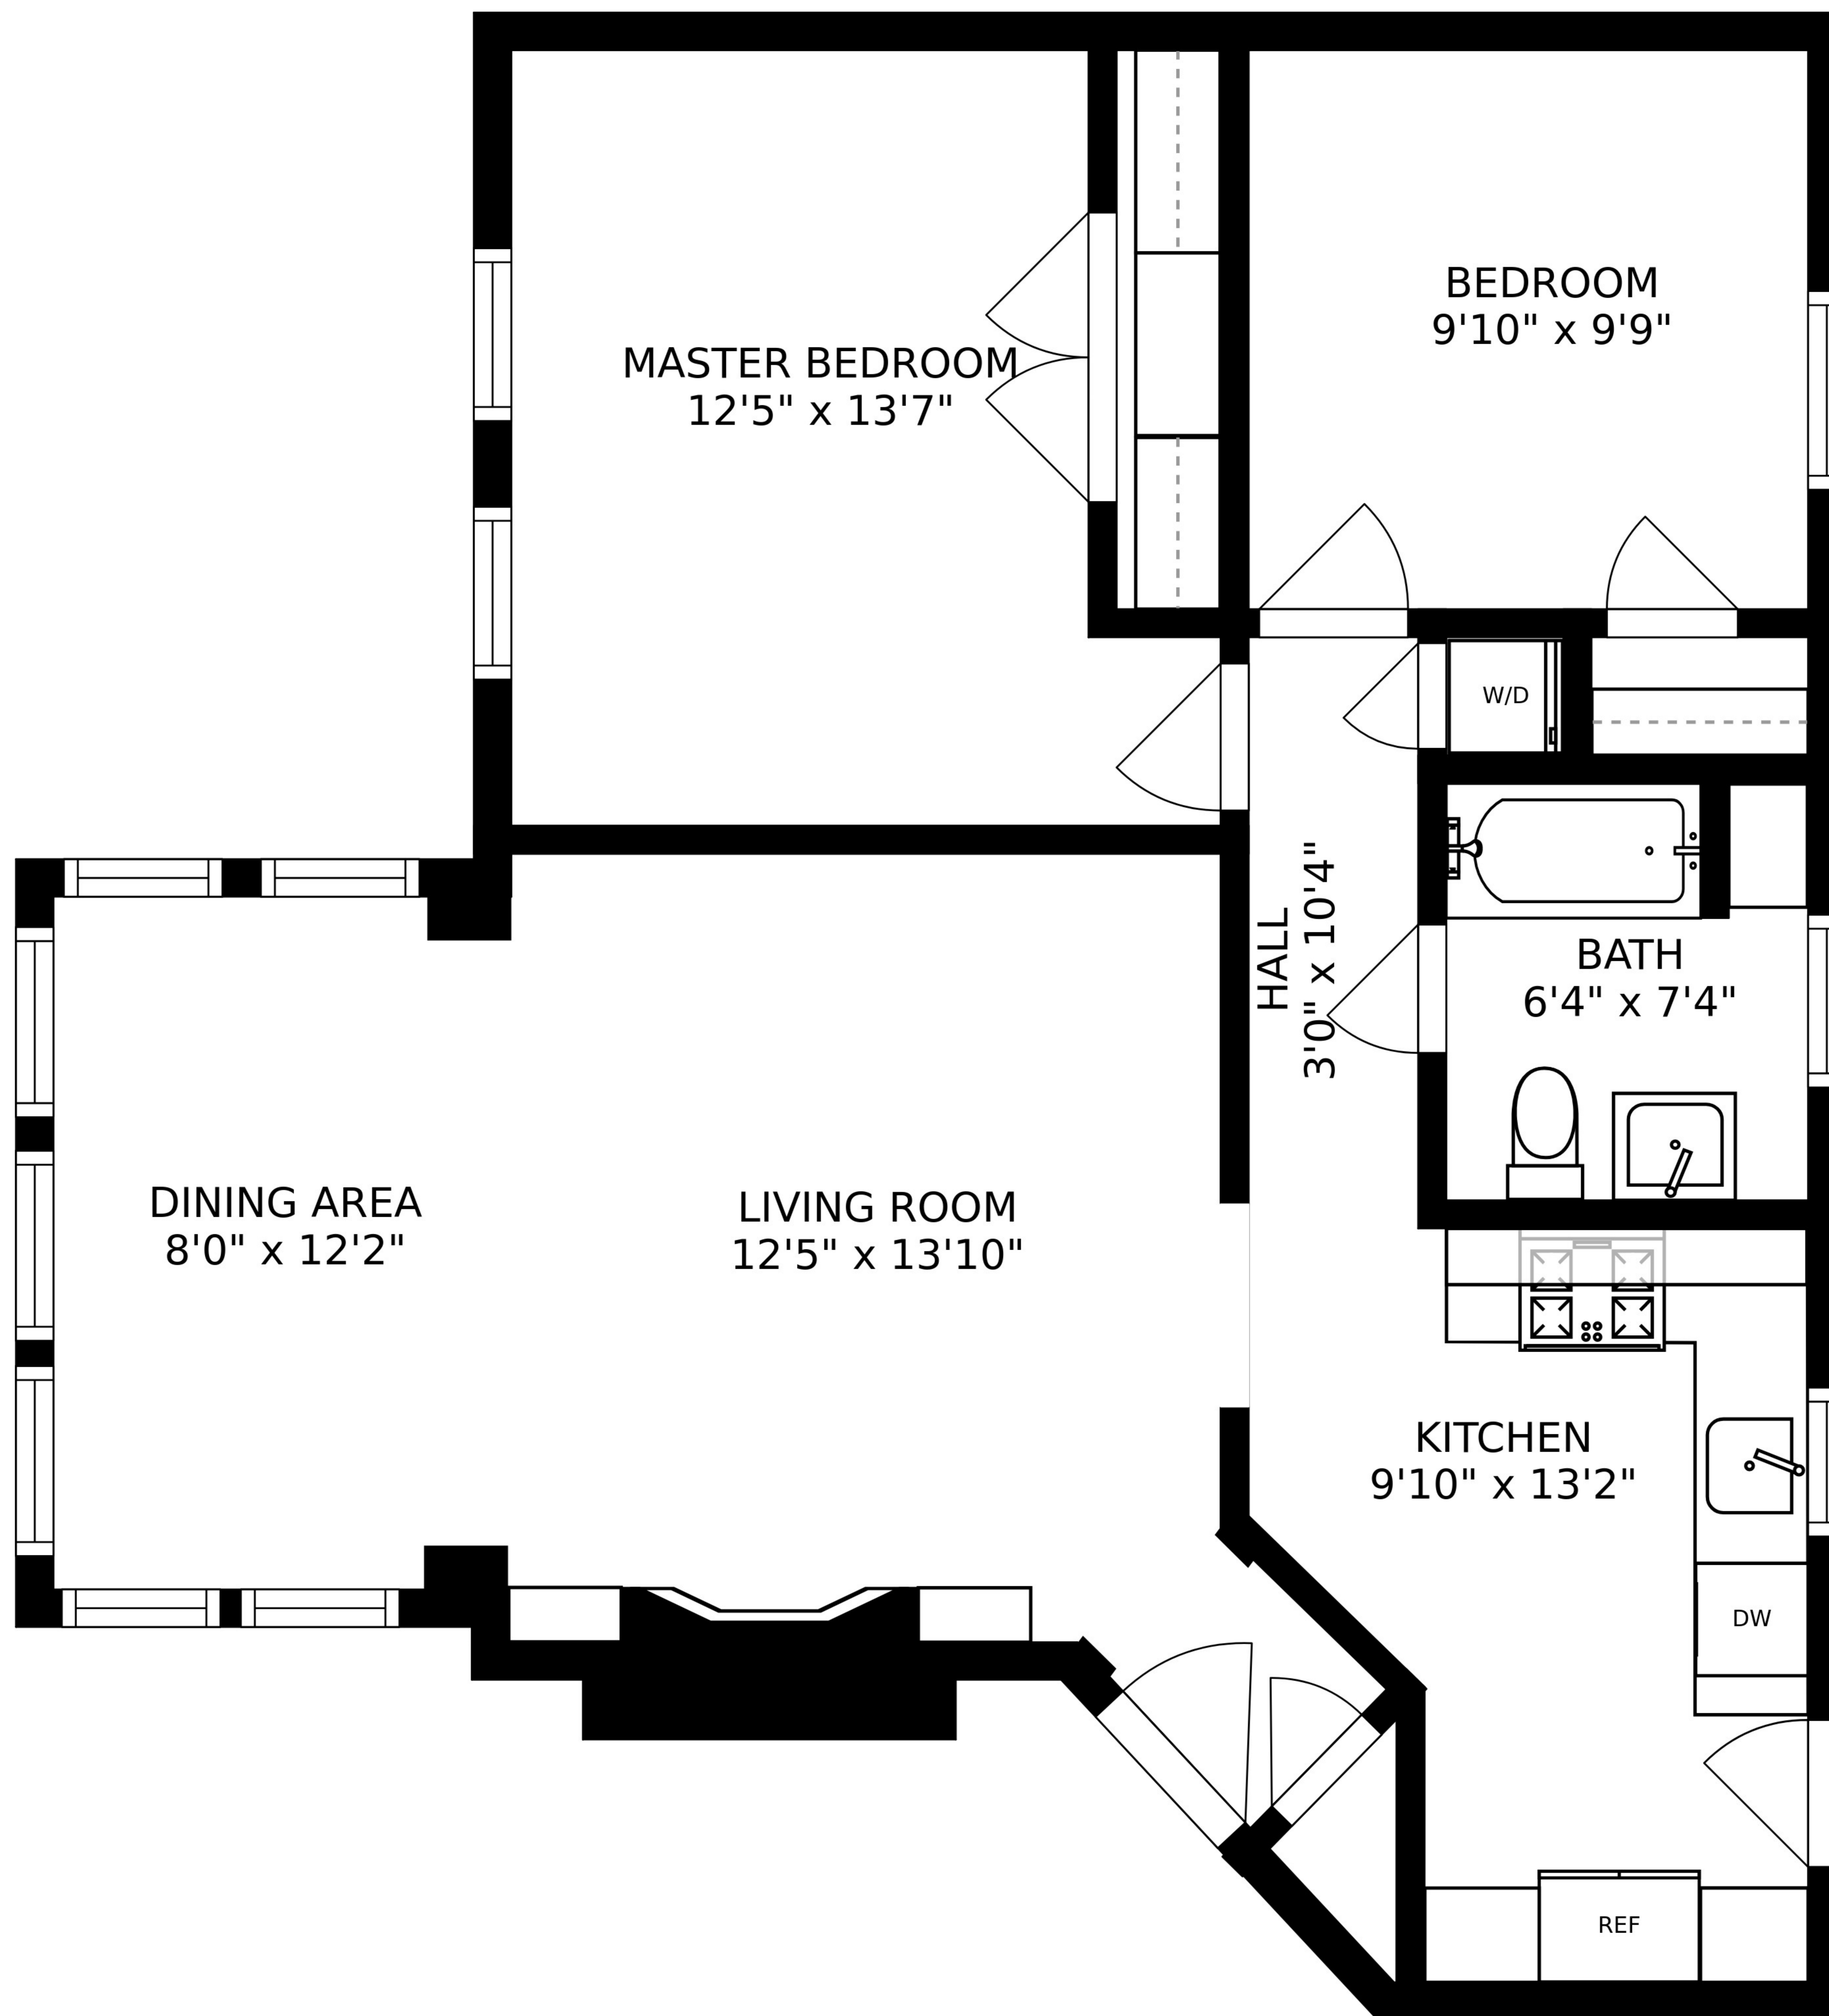 BEDROOM
9'10" x 9'9"
MASTER BEDROOM
12'5" x 13'7"
W/D
HALL
3'0" x 10'4"
BATH
6'4" x 7'4"
DINING AREA
8'0" x 12'2"
LIVING ROOM
12'5" x 13'10"
KITCHEN
9'10" x 13'2"
DW
REF